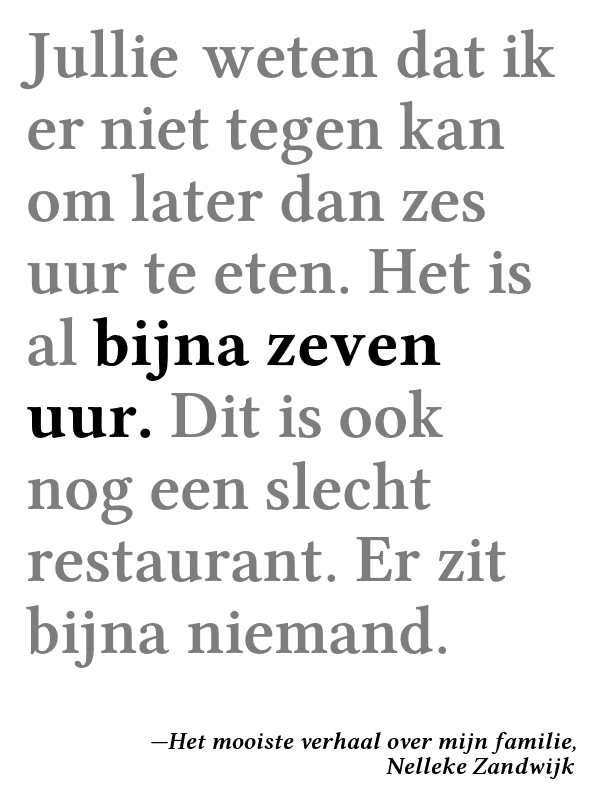 Jullie weten dat ik
er niet tegen kan
om later dan zes
uur te eten. Het is
al bijna zeven
uur. Dit is ook
nog een slecht
restaurant. Er zit
bijna niemand.
—Het mooiste verhaal over mijn familie,
Nelleke Zandwijk